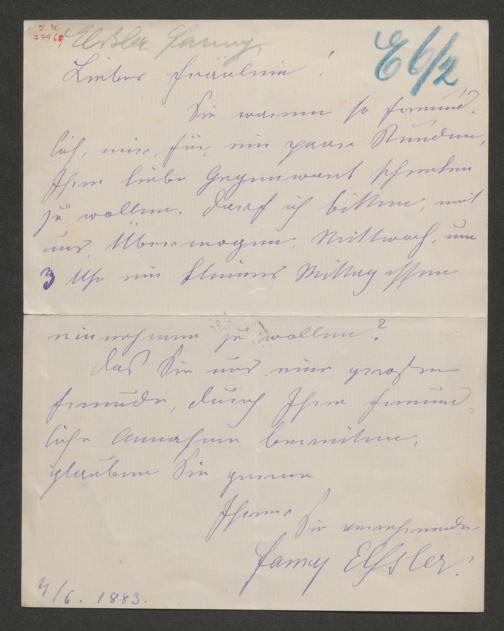 I. N. 77969
Elßler Fanny
E 6/2
Liebes Fräulein!
Sie waren so freund-
lich, mir, für ein paar Stunden,
Ihre liebe Gegenwart schenken
zu wollen. Darf ich bitten, mit
uns, Übermorgen, Mittwoch, um
3 Uhr ein kleines Mittagessen
einnehmen zu wollen?
Daß Sie uns eine grosse
Freude, durch Ihre freund-
liche Annahme bereiten,
glauben Sie gewiss
Ihrer
Sie verehrenden
Fanny Elßler.
4/6. 1883.